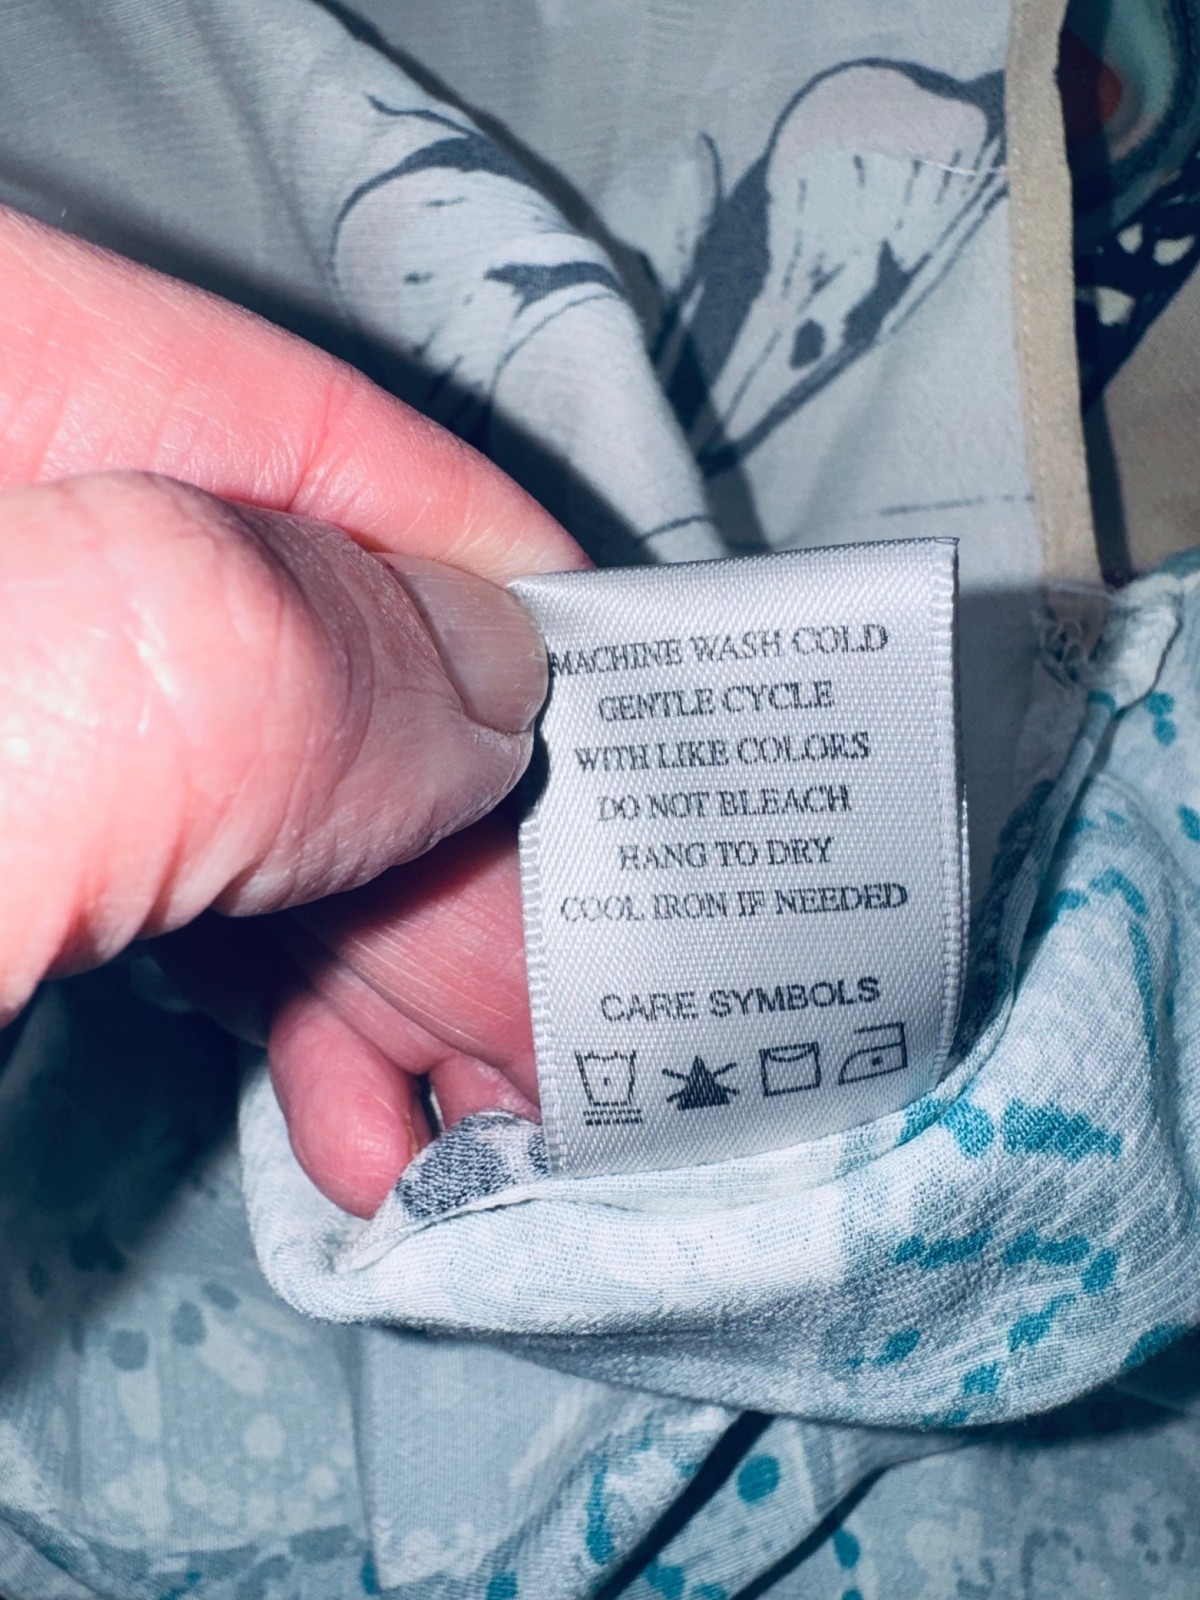 MACHINE WASH COLD
GENTLE CYCLE
WITH LIKE COLORS
DO NOT BLEACH
HANG TO DRY
COOL IRON IF NEEDED
CARE SYMBOLS